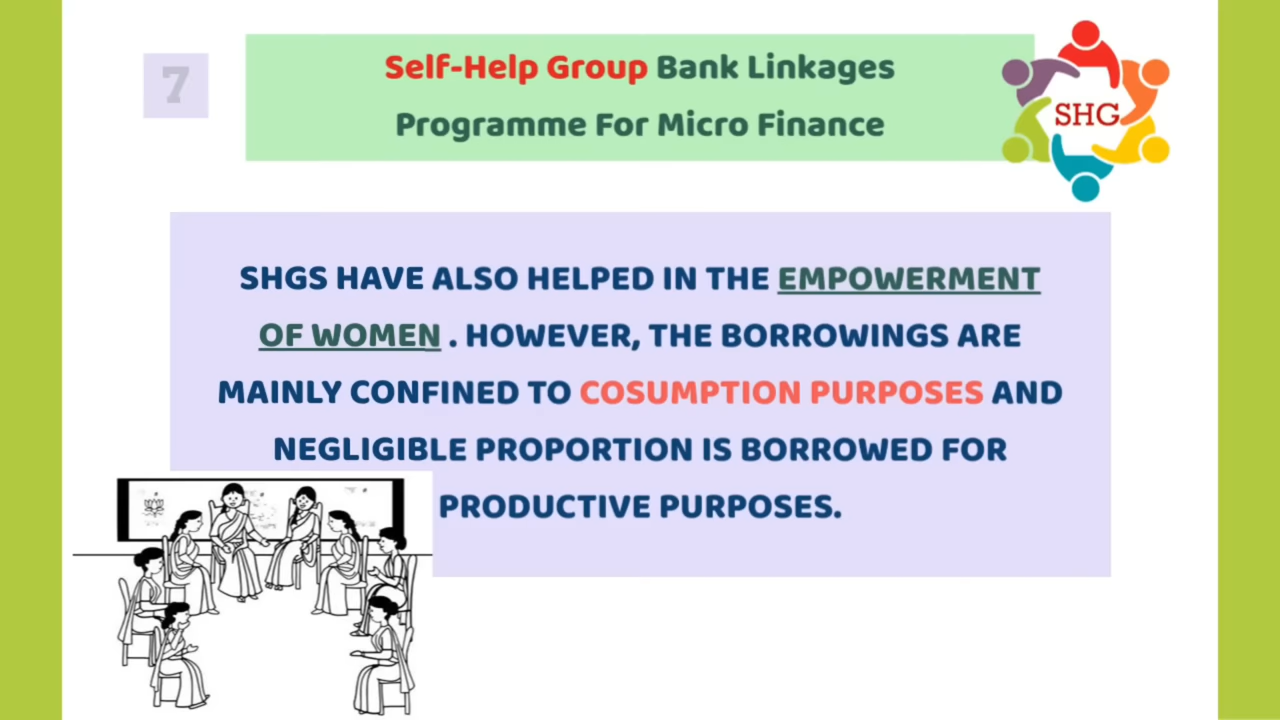 7
Self-Help Group Bank Linkages
Programme For Micro Finance
SHG
SHGS HAVE ALSO HELPED IN THE EMPOWERMENT
OF WOMEN . HOWEVER, THE BORROWINGS ARE
MAINLY CONFINED TO COSUMPTION PURPOSES AND
NEGLIGIBLE PROPORTION IS BORROWED FOR
PRODUCTIVE PURPOSES.